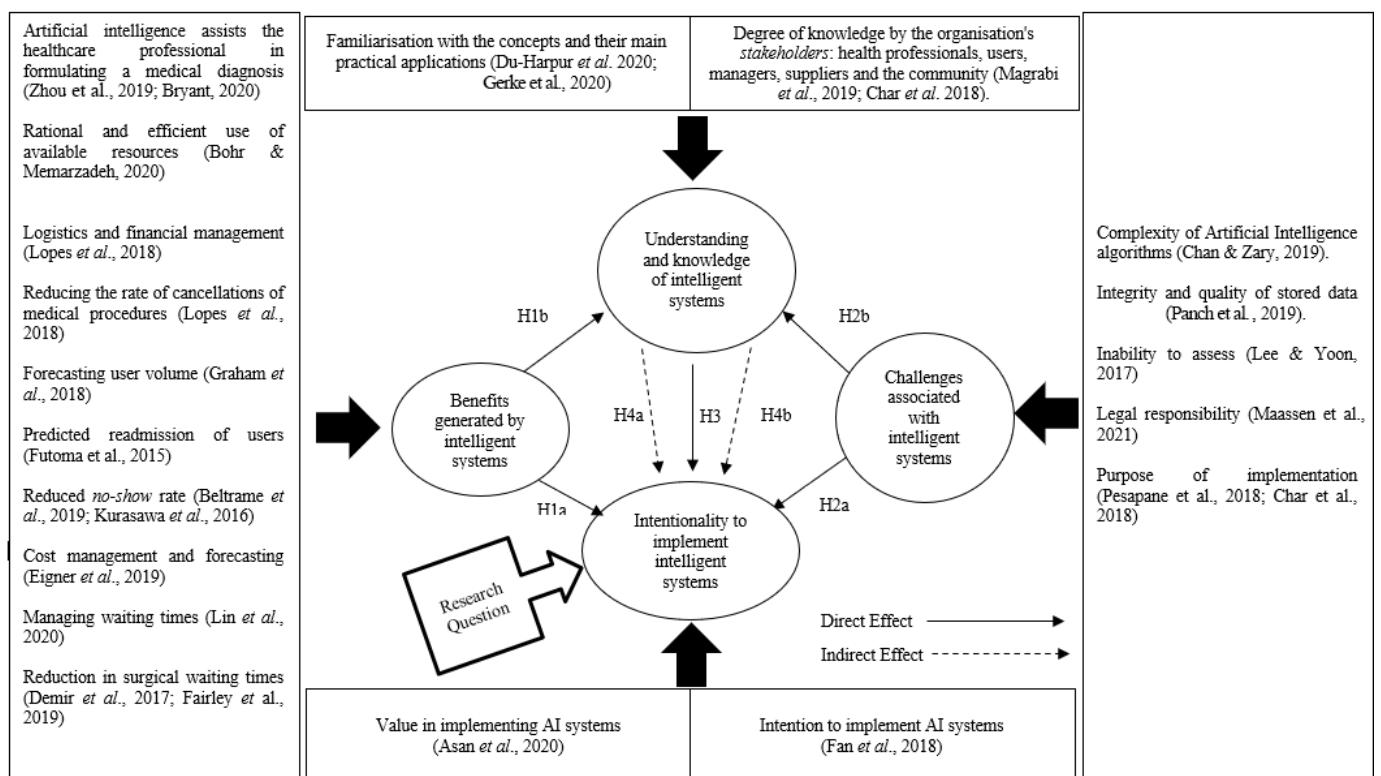 Artificial intelligence assists the
healthcare professional in
formulating a medical diagnosis
(Zhou et al., 2019; Bryant, 2020)
Rational and efficient use of
available resources (Bohr &
Memarzadeh, 2020)
Logistics and financial management
(Lopes et al., 2018)
Reducing the rate of cancellations of
medical procedures (Lopes et al.,
2018)
Forecasting user volume (Graham et
al., 2018)
Predicted readmission of users
(Futoma et al., 2015)
Reduced no-show rate (Beltrame et
al., 2019; Kurasawa et al., 2016)
Cost management and forecasting
(Eigner et al., 2019)
Managing waiting times (Lin et al.,
2020)
Reduction in surgical waiting times
(Demir et al., 2017; Fairley et al.,
2019)
Familiarisation with the concepts and their main
practical applications (Du-Harpur et al. 2020;
Gerke et al., 2020)
Degree of knowledge by the organisation's
stakeholders: health professionals, users,
managers, suppliers and the community (Magrabi
et al., 2019; Char et al. 2018).
Understanding
and knowledge
of intelligent
systems
H1b
H2b
Benefits
generated by
intelligent
systems
H4a
H3
H4b
Challenges
associated
with
intelligent
systems
H1a
H2a
Intentionality to
implement
intelligent
systems
Research
Question
Direct Effect
Indirect Effect
Value in implementing AI systems
(Asan et al., 2020)
Intention to implement AI systems
(Fan et al., 2018)
Complexity of Artificial Intelligence
algorithms (Chan & Zary, 2019).
Integrity and quality of stored data
(Panch et al., 2019).
Inability to assess (Lee & Yoon,
2017)
Legal responsibility (Maassen et al.,
2021)
Purpose of implementation
(Pesapane et al., 2018; Char et al.,
2018)